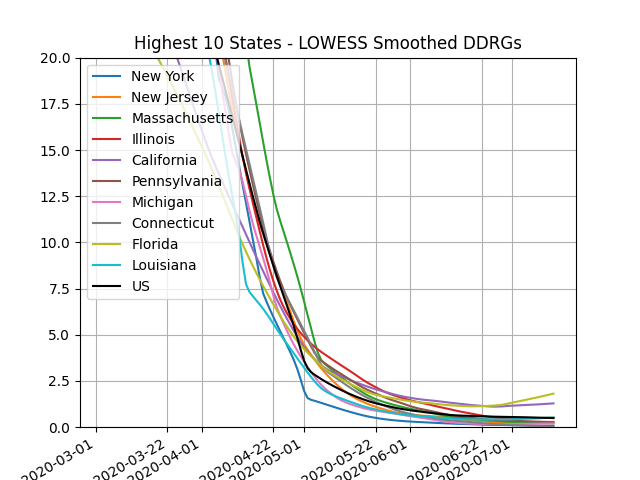 Highest 10 States - LOWESS Smoothed DDRGs
20.0
17.5
15.0
12.5
10.0
7.5
5.0
2.5
0.0
New York
New Jersey
Massachusetts
Illinois
California
Pennsylvania
Michigan
Connecticut
Florida
Louisiana
US
2020-03-01
2020-03-22
2020-04-01
2020-04-22
2020-05-01
2020-05-22
2020-06-01
2020-06-22
2020-07-01